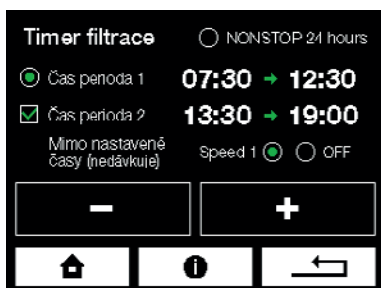 Timer filtrace NONSTOP 24 hours
Čas perioda 1 07:30 → 12:30
Čas perioda 2 13:30 → 19:00
Mimo nastavené
časy (nedávkuje) Speed 1 OFF
− +